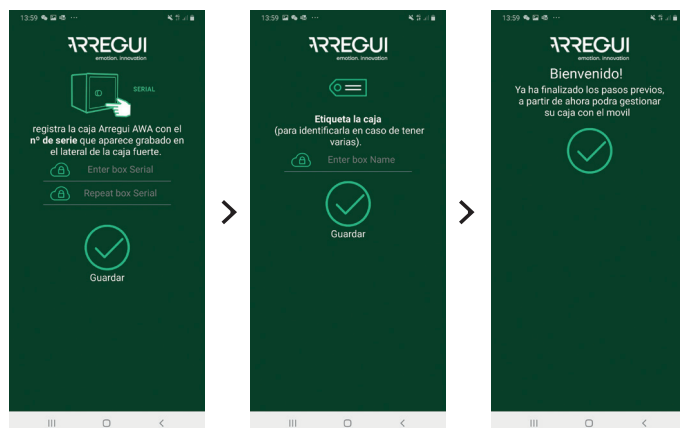 13:59
ARREGUI
emotion. innovation
SERIAL
registra la caja Arregui AWA con el
nº de serie que aparece grabado en
el lateral de la caja fuerte.
Enter box Serial
Repeat box Serial
Guardar
13:59
ARREGUI
emotion. innovation
Etiqueta la caja
(para identificarla en caso de tener
varias).
Enter box Name
Guardar
13:59
ARREGUI
emotion. innovation
Bienvenido!
Ya ha finalizado los pasos previos,
a partir de ahora podra gestionar
su caja con el movil